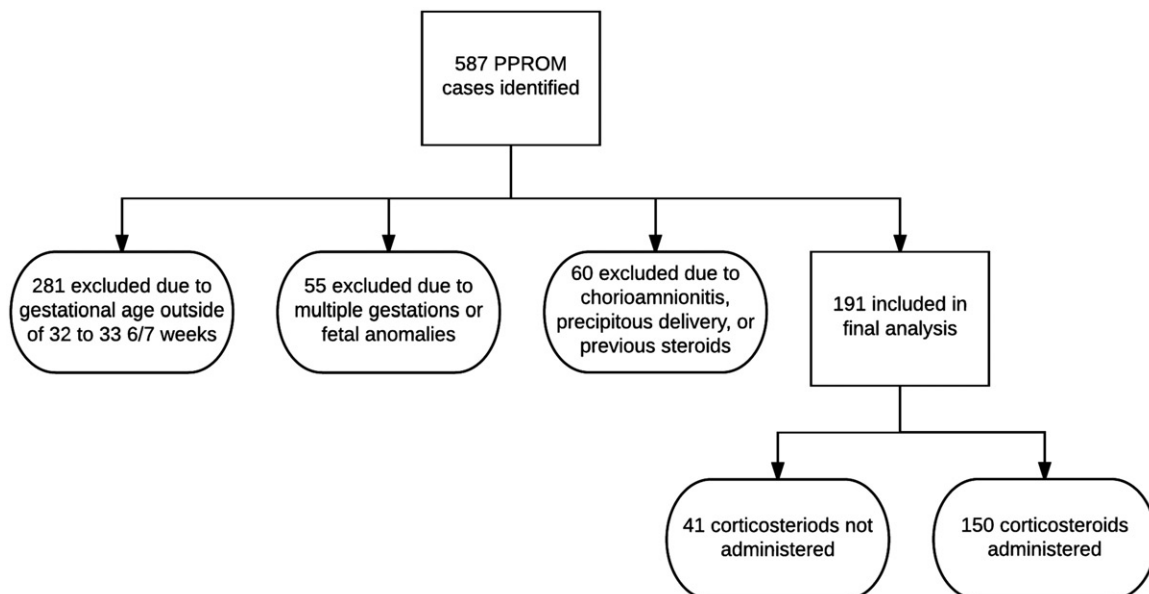 587 PPROM
cases identified
281 excluded due to
gestational age outside
of 32 to 33 6/7 weeks
55 excluded due to
multiple gestations or
fetal anomalies
60 excluded due to
chorioamnionitis,
precipitous delivery, or
previous steroids
191 included in
final analysis
41 corticosteriods not
administered
150 corticosteroids
administered